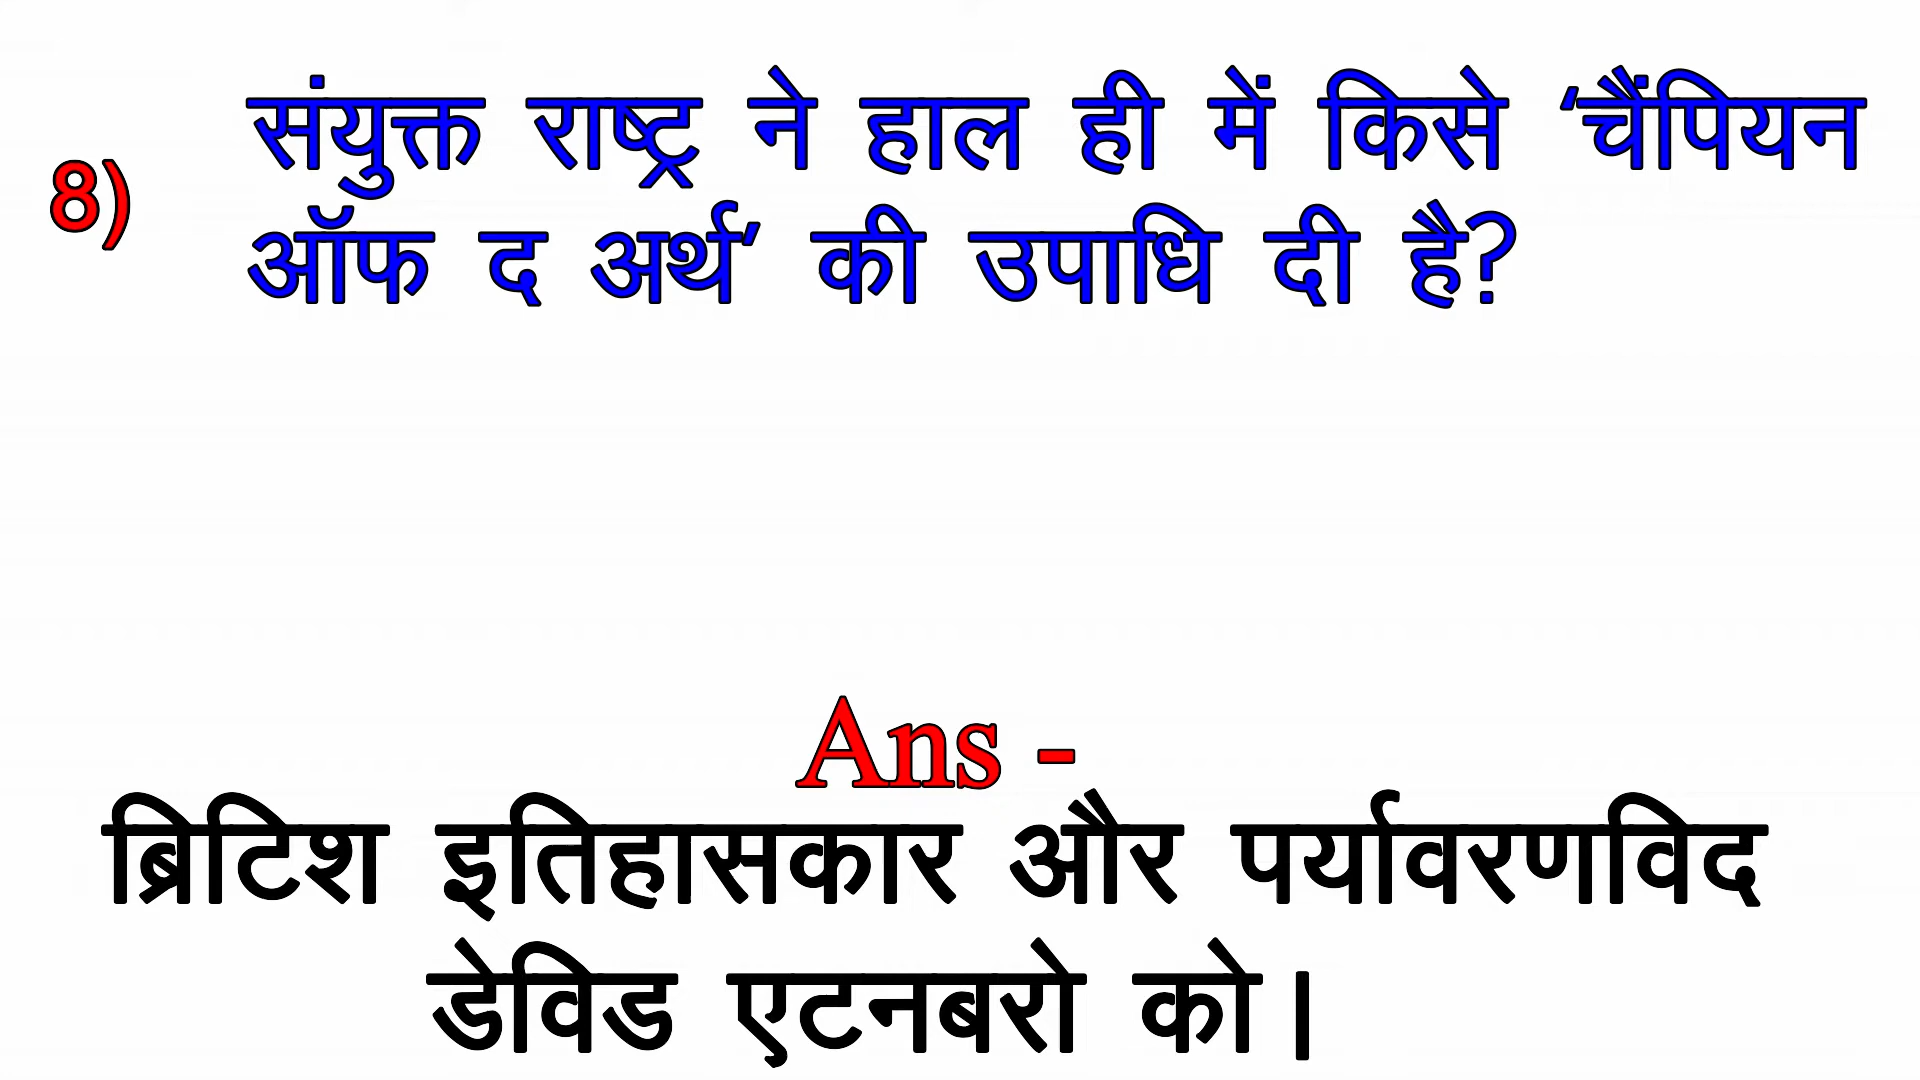 8)
संयुक्त राष्ट्र ने हाल ही में किसे ‘चैंपियन
ऑफ द अर्थ’ की उपाधि दी है?
Ans -
ब्रिटिश इतिहासकार और पर्यावरणविद
डेविड एटनबरो को।